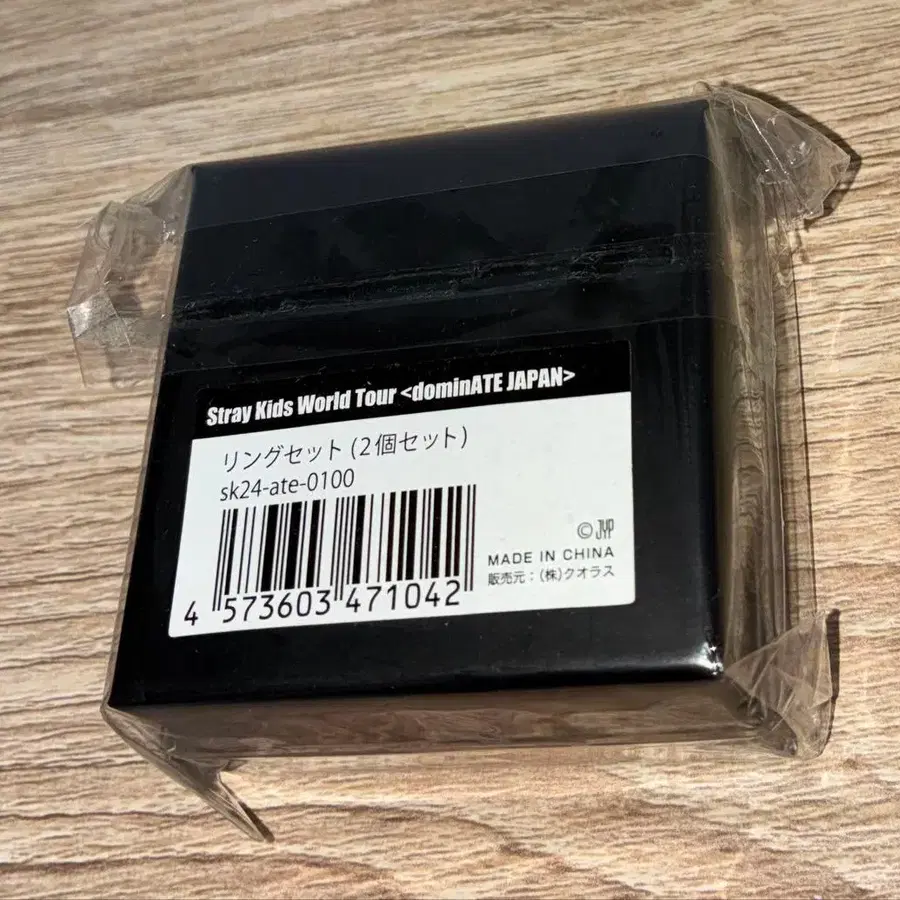 Stray Kids World Tour <dominATE JAPAN>
リングセット (2個セット)
sk24-ate-0100
4 573603 471042
© JYP
MADE IN CHINA
販売元：(株)クオラス